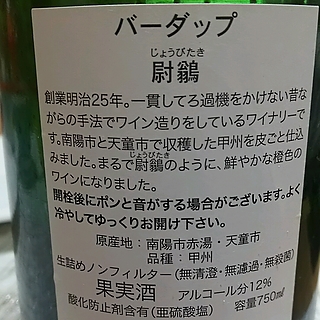 バーダップ
じょうびたき
尉鶲
創業明治25年。一貫してろ過機をかけない昔な
がらの手法でワイン造りをしているワイナリーで
す。南陽市と天童市で収穫した甲州を皮ごと仕込
みました。まるで尉鶲のように、鮮やかな橙色の
じょうびたき
ワインになりました。
開栓後にポンと音がする場合がございます。よく
冷やしてゆっくりお開け下さい。
原産地：南陽市赤湯・天童市
品種：甲州
生詰めノンフィルター（無清澄・無濾過・無殺菌）
果実酒 アルコール分12％
酸化防止剤含有（亜硫酸塩） 容量750㎖